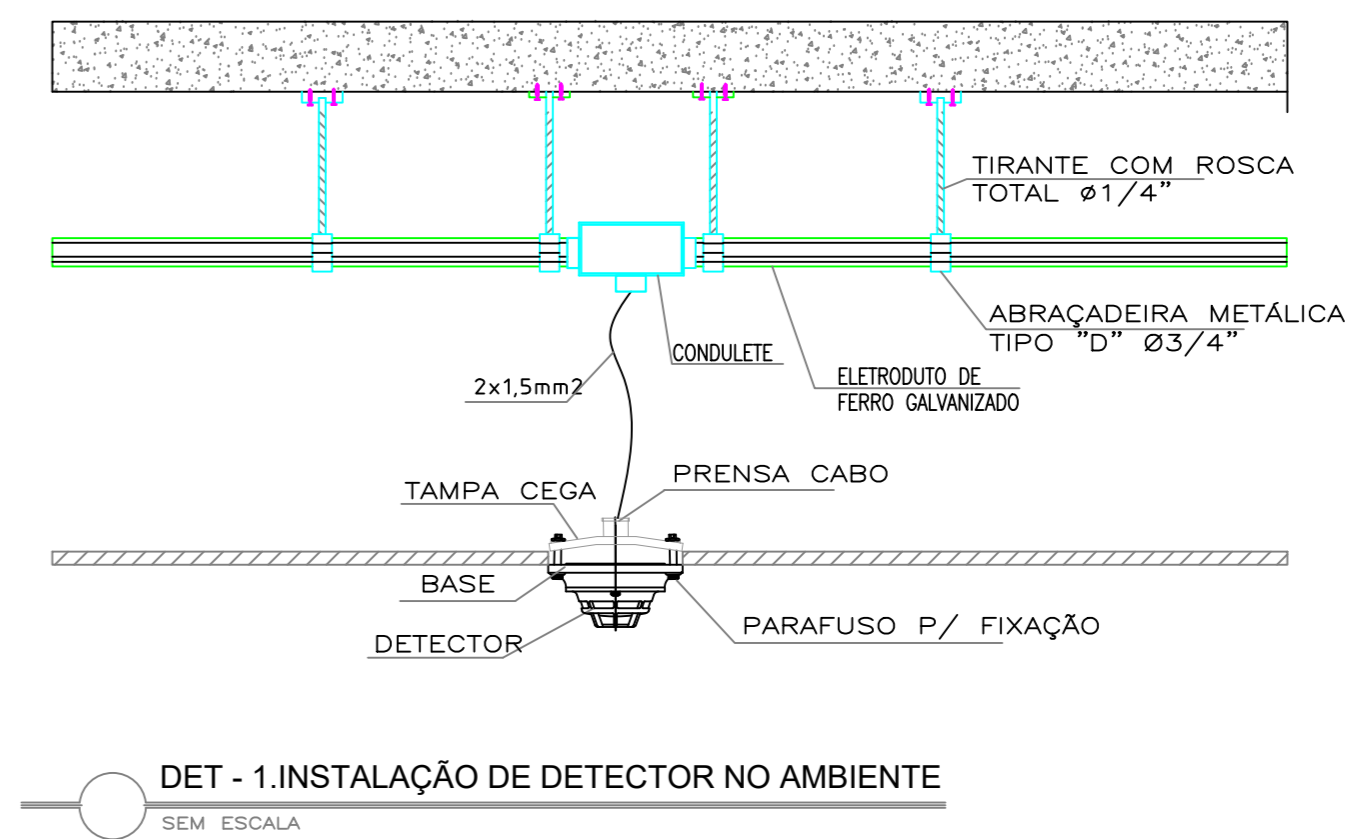 TIRANTE COM ROSCA
TOTAL ø1/4”
ABRAÇADEIRA METÁLICA
TIPO ”D” Ø3/4”
CONDULETE
ELETRODUTO DE
FERRO GALVANIZADO
2x1,5mm2
PRENSA CABO
TAMPA CEGA
BASE
PARAFUSO P/ FIXAÇÃO
DETECTOR
DET - 1.INSTALAÇÃO DE DETECTOR NO AMBIENTE
SEM ESCALA